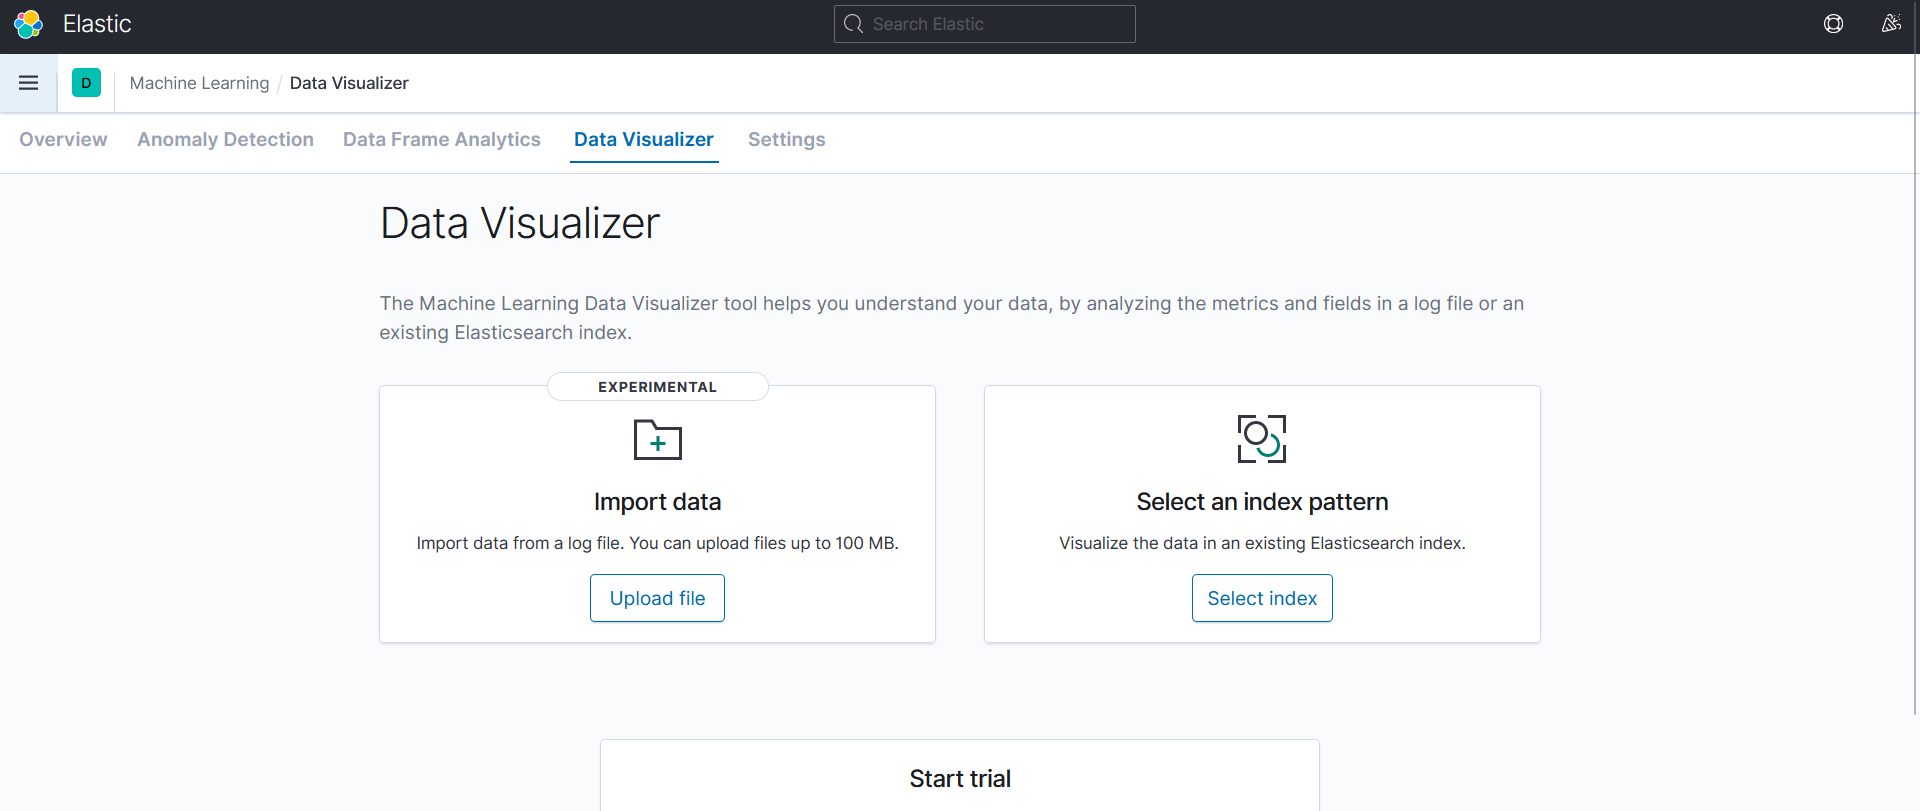 Elastic
Search Elastic
D
Machine Learning / Data Visualizer
Overview Anomaly Detection Data Frame Analytics Data Visualizer Settings
Data Visualizer
The Machine Learning Data Visualizer tool helps you understand your data, by analyzing the metrics and fields in a log file or an
existing Elasticsearch index.
EXPERIMENTAL
Import data
Import data from a log file. You can upload files up to 100 MB.
Upload file
Select an index pattern
Visualize the data in an existing Elasticsearch index.
Select index
Start trial